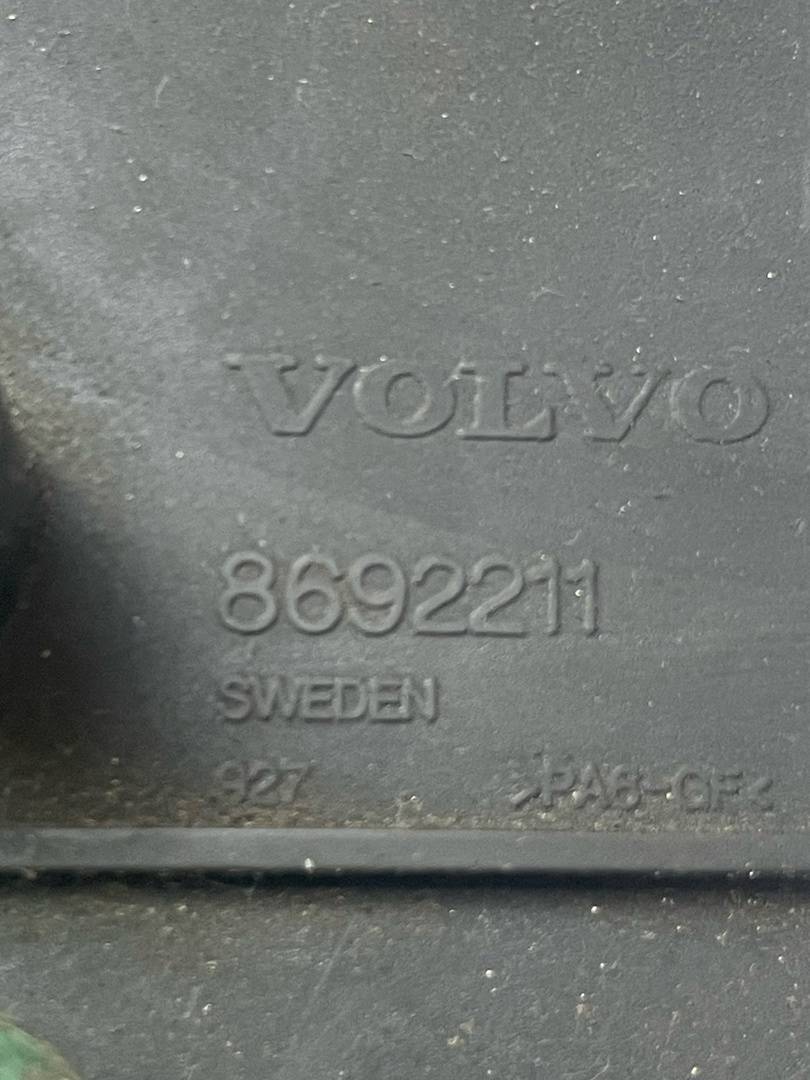 VOLVO
8692211
SWEDEN
927 >PA6-GF<